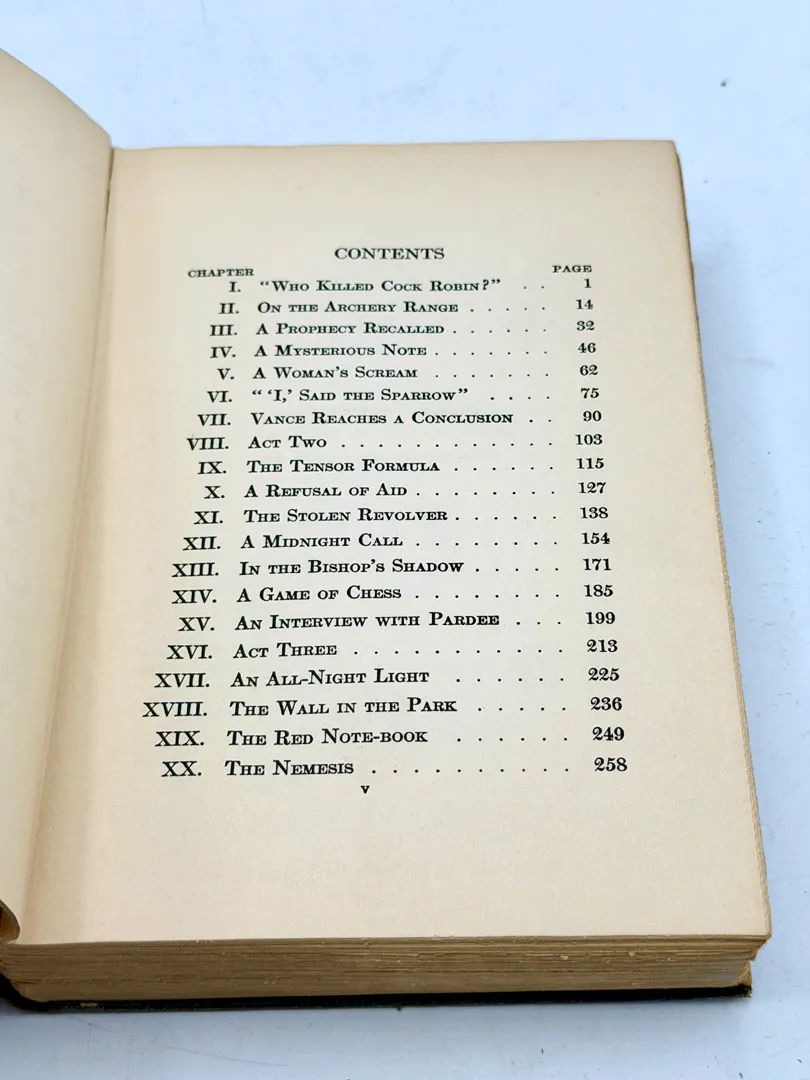 CONTENTS
CHAPTER PAGE
I. "Who Killed Cock Robin?" . . 1
II. On the Archery Range . . . . . 14
III. A Prophecy Recalled . . . . . . 32
IV. A Mysterious Note . . . . . . . 46
V. A Woman's Scream . . . . . . . 62
VI. " 'I,' Said the Sparrow" . . . . 75
VII. Vance Reaches a Conclusion . . 90
VIII. Act Two . . . . . . . . . . . 103
IX. The Tensor Formula . . . . . . 115
X. A Refusal of Aid . . . . . . . . 127
XI. The Stolen Revolver . . . . . . 138
XII. A Midnight Call . . . . . . . . 154
XIII. In the Bishop's Shadow . . . . . 171
XIV. A Game of Chess . . . . . . . . 185
XV. An Interview with Pardee . . . 199
XVI. Act Three . . . . . . . . . . . 213
XVII. An All-Night Light . . . . . . 225
XVIII. The Wall in the Park . . . . . 236
XIX. The Red Note-book . . . . . . 249
XX. The Nemesis . . . . . . . . . . 258
v